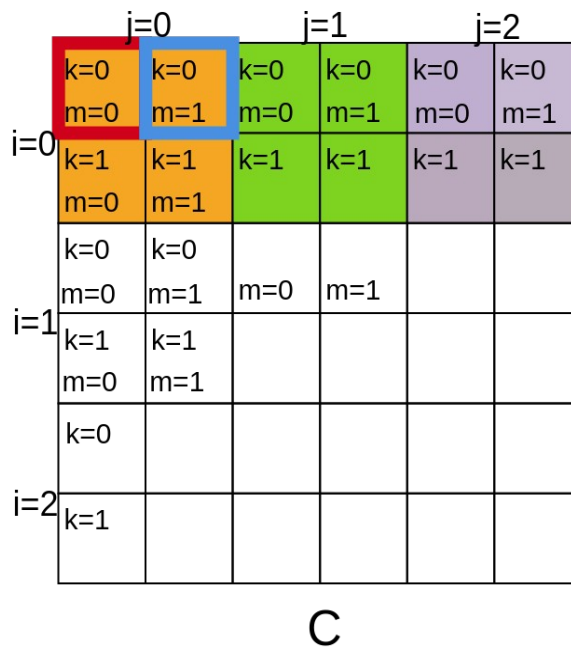 j=0 j=1 j=2
k=0 k=0 k=0 k=0 k=0 k=0
m=0 m=1 m=0 m=1 m=0 m=1
i=0
k=1 k=1 k=1 k=1 k=1 k=1
m=0 m=1
k=0 k=0
m=0 m=1 m=0 m=1
i=1
k=1 k=1
m=0 m=1
k=0
i=2
k=1
C